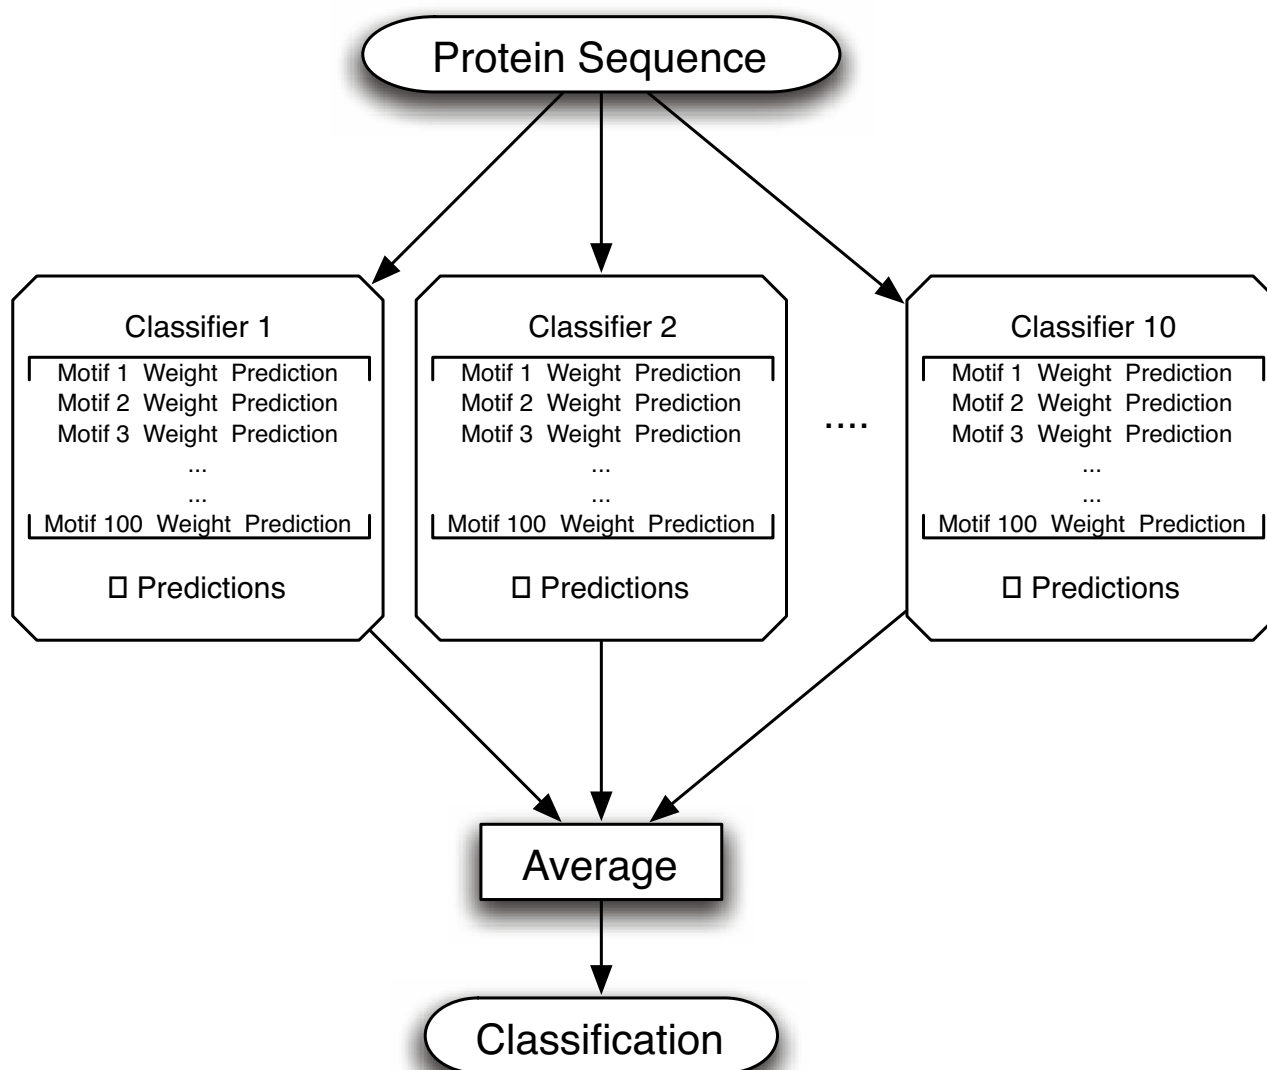 Protein Sequence
Classifier 1
Motif 1 Weight Prediction
Motif 2 Weight Prediction
Motif 3 Weight Prediction
...
...
Motif 100 Weight Prediction
□ Predictions
Classifier 2
Motif 1 Weight Prediction
Motif 2 Weight Prediction
Motif 3 Weight Prediction
...
...
Motif 100 Weight Prediction
□ Predictions
....
Classifier 10
Motif 1 Weight Prediction
Motif 2 Weight Prediction
Motif 3 Weight Prediction
...
...
Motif 100 Weight Prediction
□ Predictions
Average
Classification